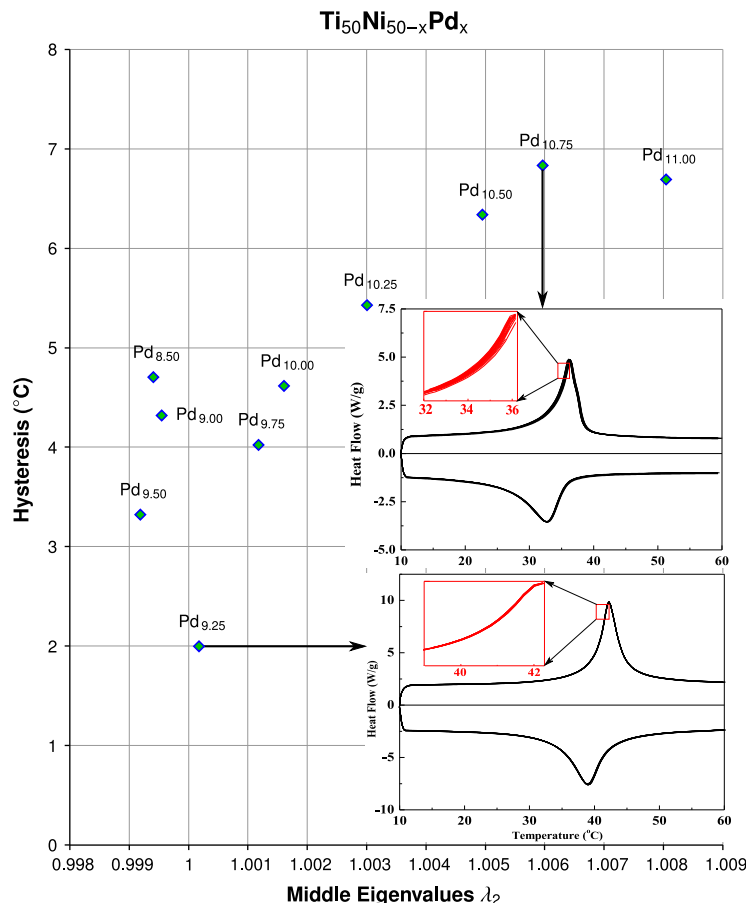 Ti₅₀Ni₅₀₋ₓPdₓ
8
7
6
5
4
3
2
1
0
Hysteresis (°C)
Pd₁₀.₇₅
Pd₁₁.₀₀
Pd₁₀.₅₀
Pd₁₀.₂₅
Pd₈.₅₀
Pd₁₀.₀₀
Pd₉.₀₀
Pd₉.₇₅
Pd₉.₅₀
Pd₉.₂₅
7.5
5.0
2.5
0.0
-2.5
-5.0
Heat Flow (W/g)
32 34 36
10 20 30 40 50 60
10
5
0
-5
-10
Heat Flow (W/g)
40 42
10 20 30 40 50 60
Temperature (°C)
0.998 0.999 1 1.001 1.002 1.003 1.004 1.005 1.006 1.007 1.008 1.009
Middle Eigenvalues λ₂